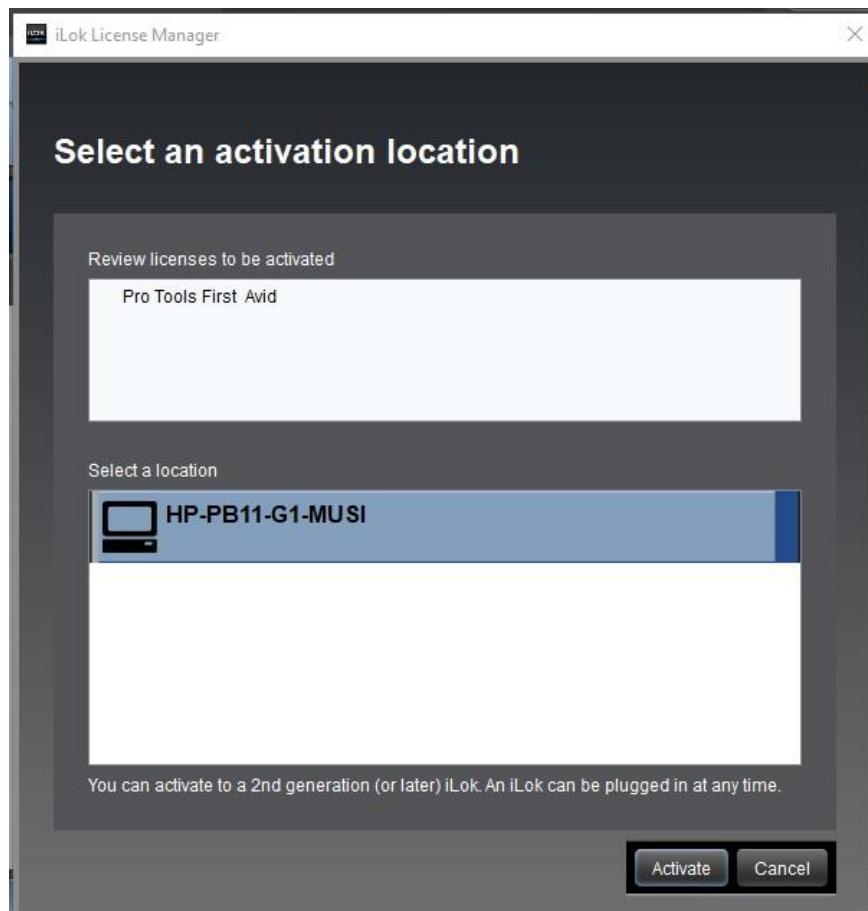 iLok License Manager
Select an activation location
Review licenses to be activated
Pro Tools First Avid
Select a location
HP-PB11-G1-MUSI
You can activate to a 2nd generation (or later) iLok. An iLok can be plugged in at any time.
Activate Cancel